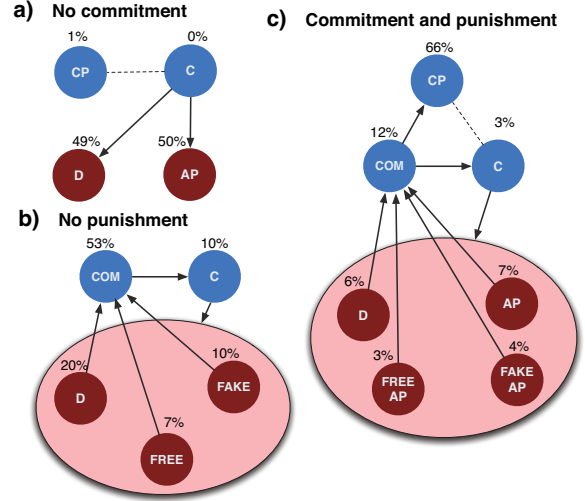 a) No commitment
1%
0%
CP
C
49%
50%
D
AP
b) No punishment
53%
10%
COM
C
20%
10%
D
FAKE
7%
FREE
c) Commitment and punishment
66%
CP
12%
3%
COM
C
6%
7%
D
AP
3%
4%
FREE
AP
FAKE
AP